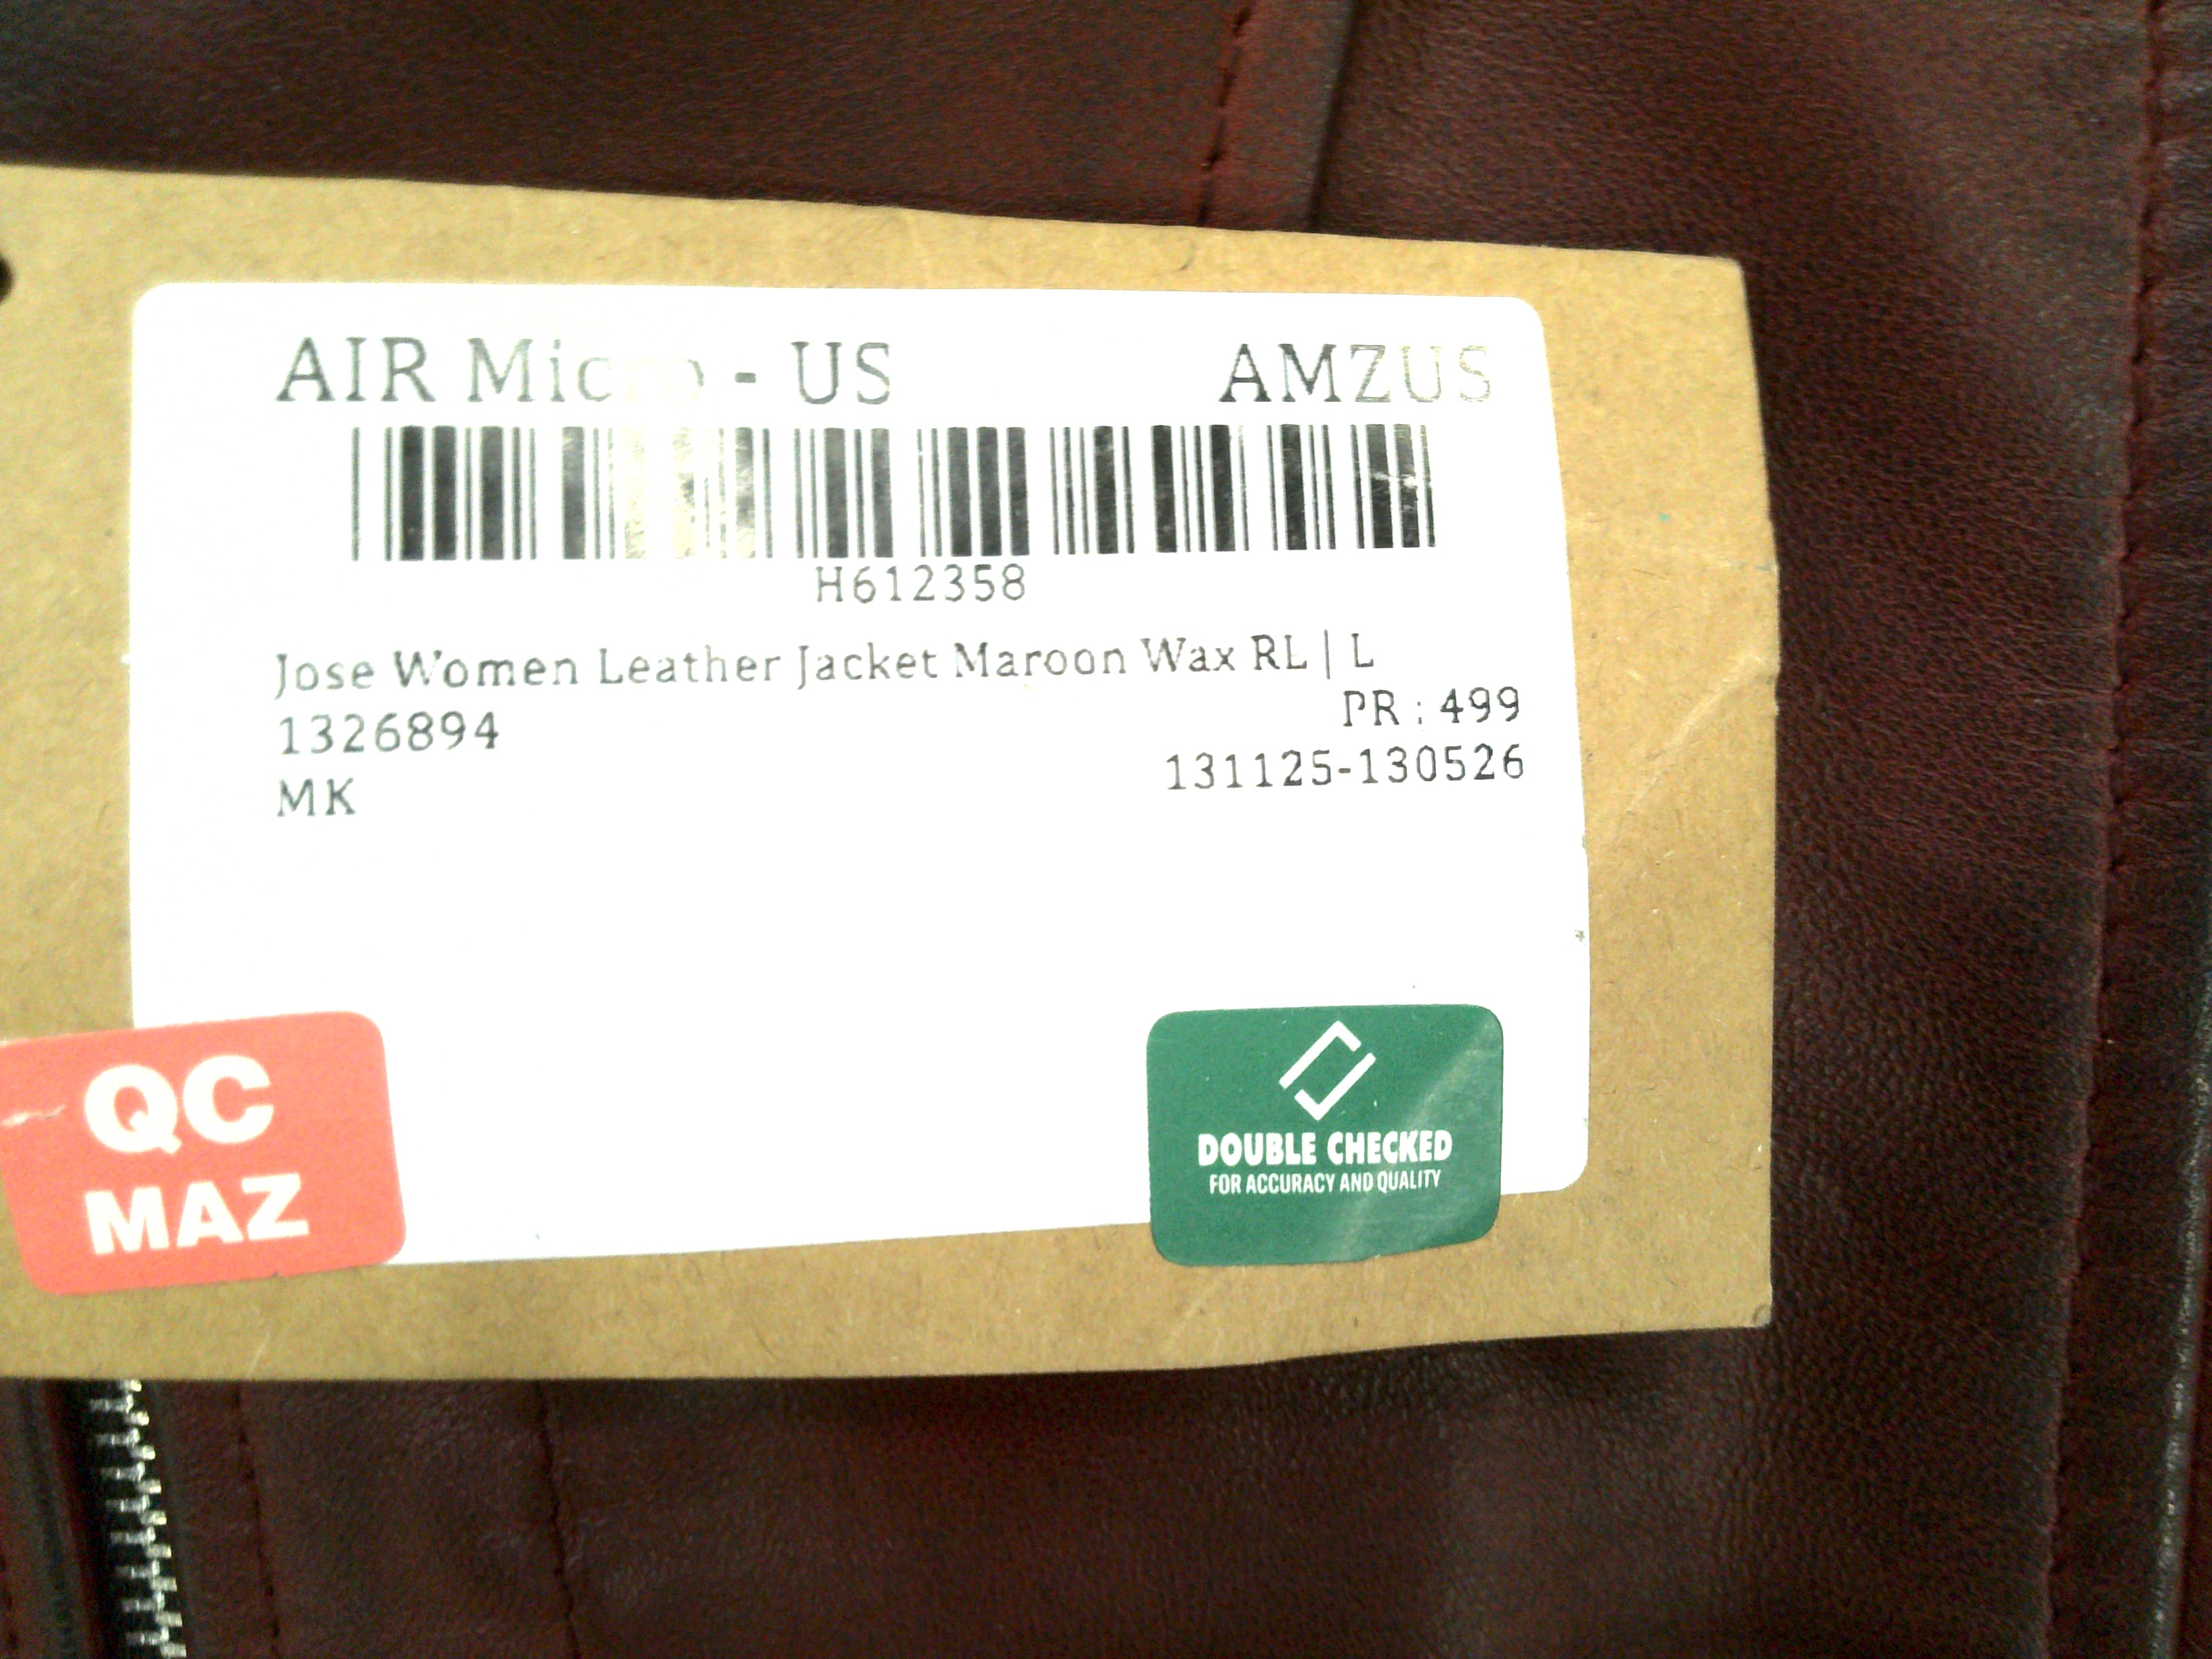 AIR Micro - US AMZUS
H612358
Jose Women Leather Jacket Maroon Wax RL | L
PR : 499
1326894
131125-130526
MK
QC
MAZ
DOUBLE CHECKED
FOR ACCURACY AND QUALITY